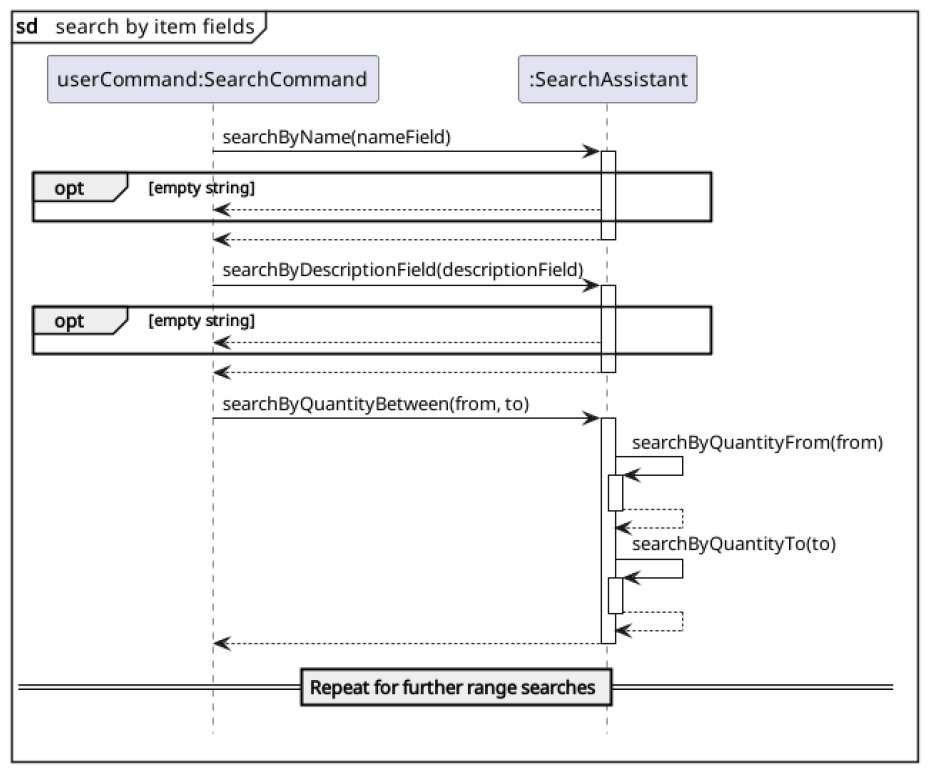 sd search by item fields
userCommand:SearchCommand :SearchAssistant
searchByName(nameField)
opt [empty string]
searchByDescriptionField(descriptionField)
opt [empty string]
searchByQuantityBetween(from, to)
searchByQuantityFrom(from)
searchByQuantityTo(to)
Repeat for further range searches